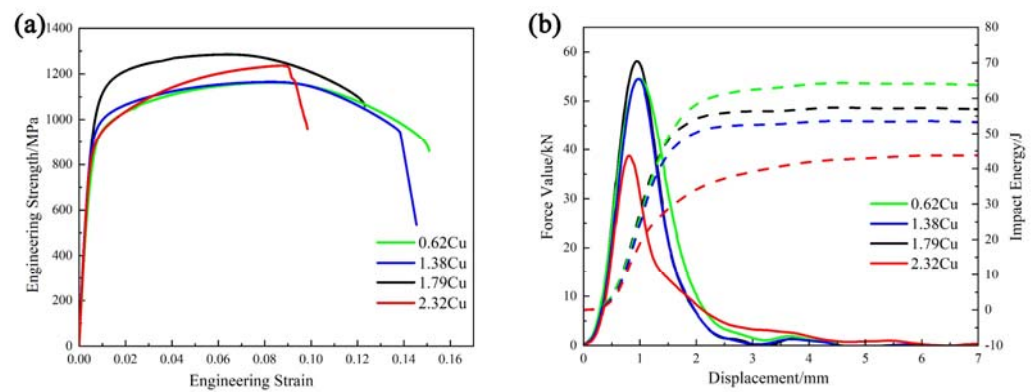 (a)
Engineering Strength/MPa
1400
1200
1000
800
600
400
200
0
0.00 0.02 0.04 0.06 0.08 0.10 0.12 0.14 0.16
Engineering Strain
0.62Cu
1.38Cu
1.79Cu
2.32Cu
(b)
Force Value/kN
60
50
40
30
20
10
0
0 1 2 3 4 5 6 7
Displacement/mm
0.62Cu
1.38Cu
1.79Cu
2.32Cu
80
70
60
50
40
30
20
10
0
-10
Impact Energy/J